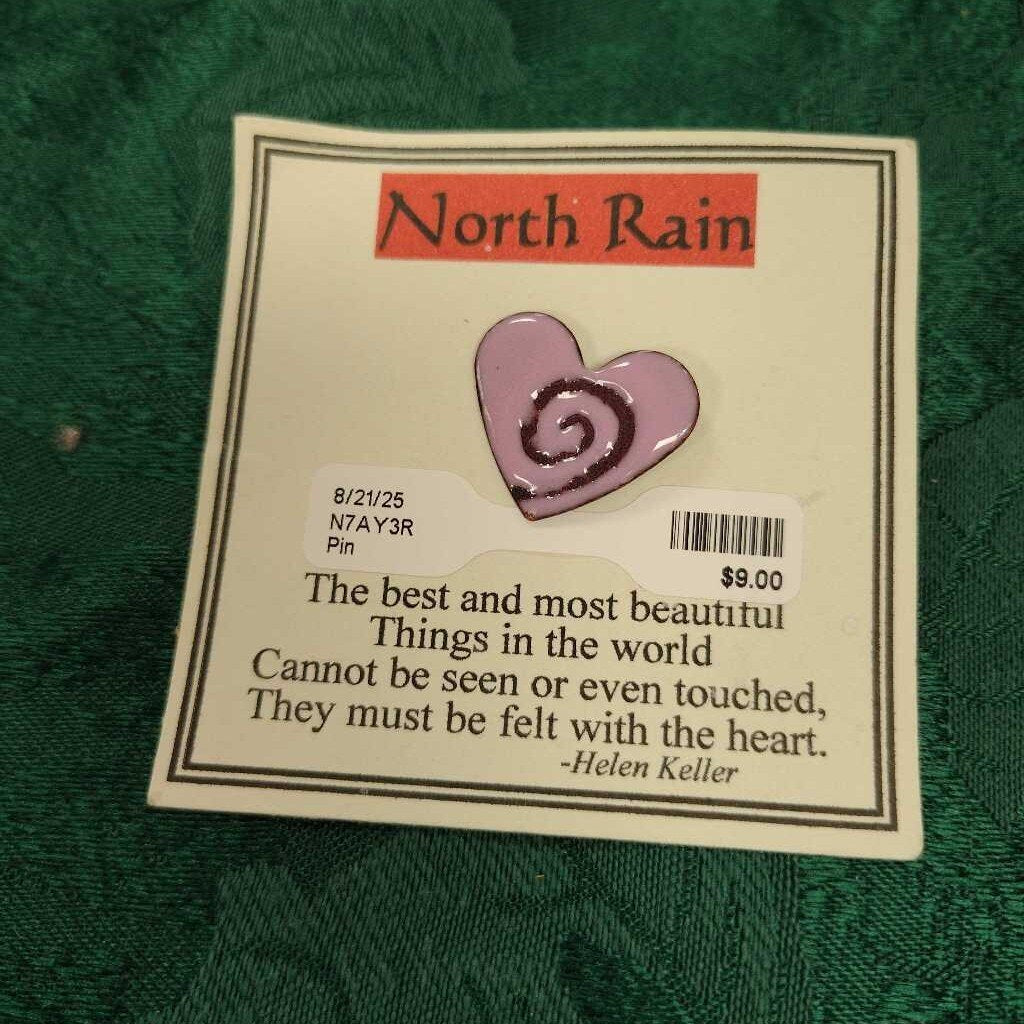 North Rain
8/21/25
N7AY3R
Pin
$9.00
The best and most beautiful
Things in the world
Cannot be seen or even touched,
They must be felt with the heart.
-Helen Keller